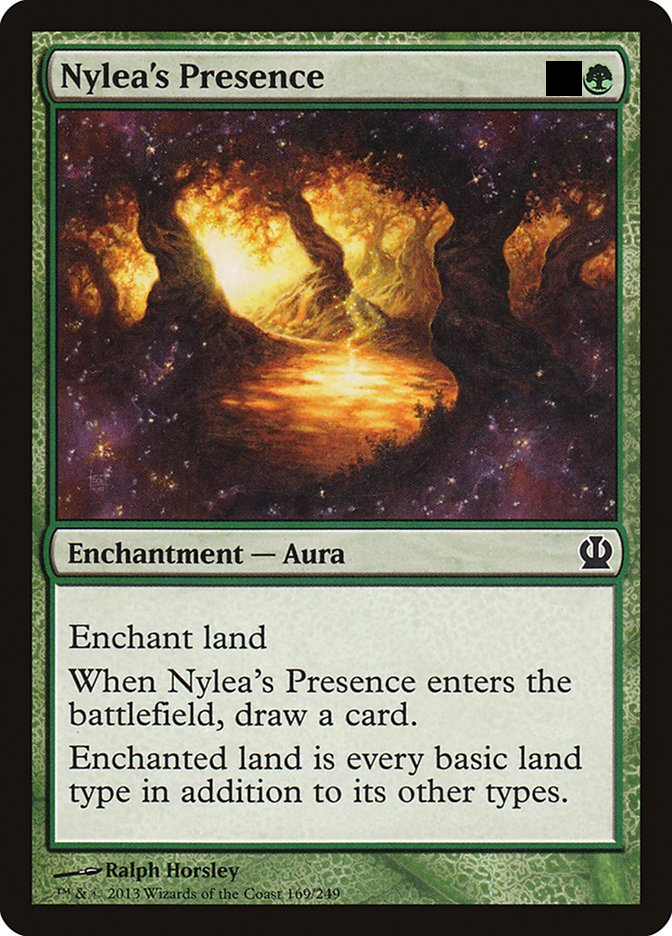 Nylea's Presence
Enchantment — Aura
Enchant land
When Nylea's Presence enters the
battlefield, draw a card.
Enchanted land is every basic land
type in addition to its other types.
Ralph Horsley
™ & © 2013 Wizards of the Coast 169/249